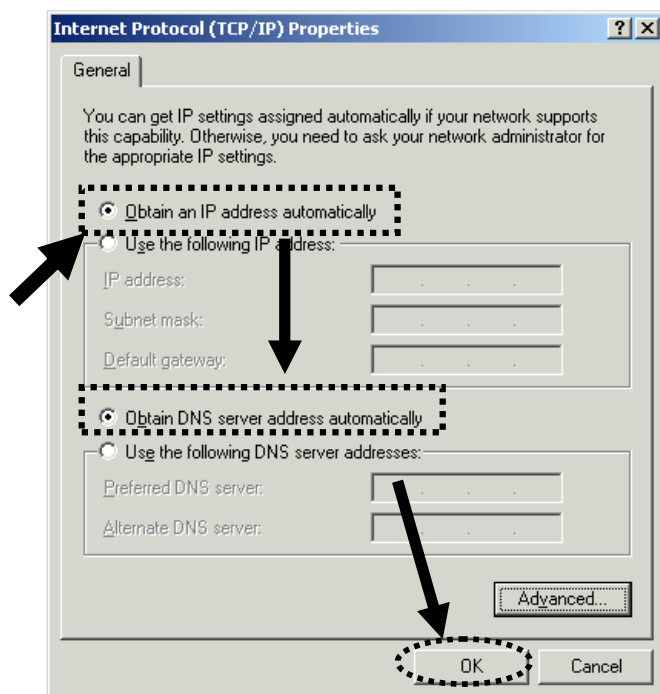 Internet Protocol (TCP/IP) Properties
General
You can get IP settings assigned automatically if your network supports
this capability. Otherwise, you need to ask your network administrator for
the appropriate IP settings.
Obtain an IP address automatically
Use the following IP address:
IP address:
Subnet mask:
Default gateway:
Obtain DNS server address automatically
Use the following DNS server addresses:
Preferred DNS server:
Alternate DNS server:
Advanced...
OK Cancel